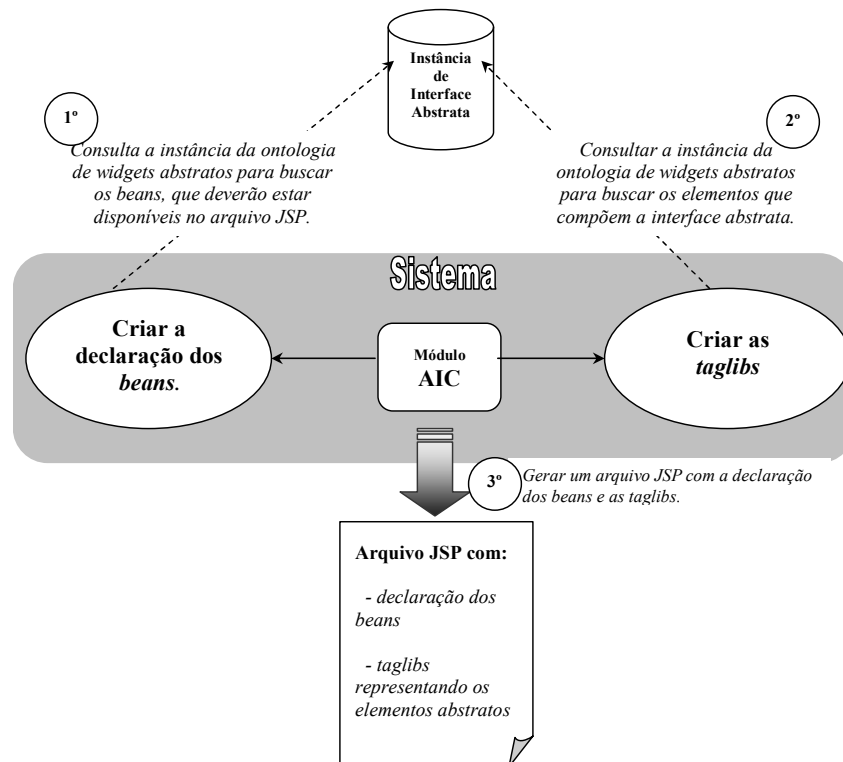 Instância
de
Interface
Abstrata
1º
Consulta a instância da ontologia
de widgets abstratos para buscar
os beans, que deverão estar
disponíveis no arquivo JSP.
2º
Consultar a instância da
ontologia de widgets abstratos
para buscar os elementos que
compõem a interface abstrata.
Sistema
Criar a
declaração dos
beans.
Módulo
AIC
Criar as
taglibs
3º
Gerar um arquivo JSP com a declaração
dos beans e as taglibs.
Arquivo JSP com:
- declaração dos
beans
- taglibs
representando os
elementos abstratos